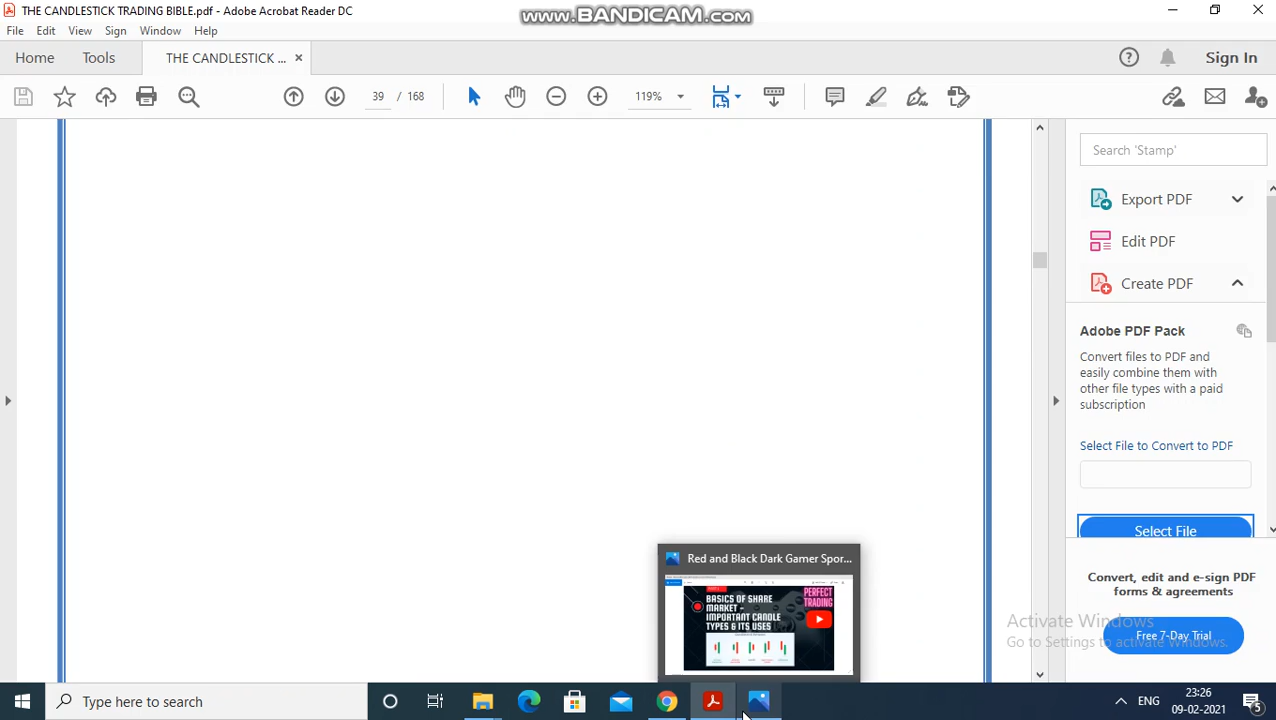 THE CANDLESTICK TRADING BIBLE.pdf - Adobe Acrobat Reader DC
www.BANDICAM.com
File Edit View Sign Window Help
Home Tools THE CANDLESTICK ...
Sign In
39 / 168
119%
Search 'Stamp'
Export PDF
Edit PDF
Create PDF
Adobe PDF Pack
Convert files to PDF and
easily combine them with
other file types with a paid
subscription
Select File to Convert to PDF
Select File
Convert, edit and e-sign PDF
forms & agreements
Free 7-Day Trial
Activate Windows
Go to Settings to activate Windows.
Red and Black Dark Gamer Spor...
BASICS OF SHARE
MARKET -
IMPORTANT CANDLE
TYPES & ITS USES
PERFECT
TRADING
Type here to search
ENG
23:26
09-02-2021
5